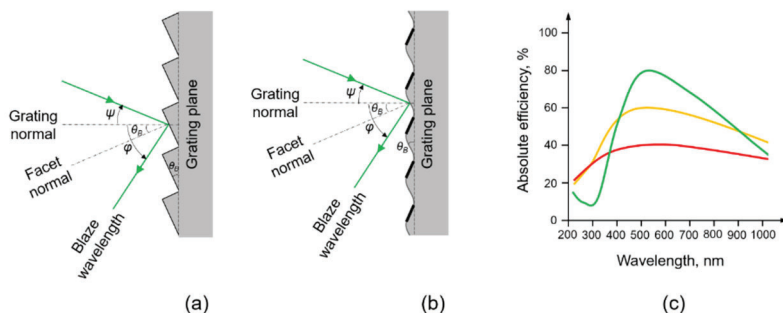 Grating
normal
Facet
normal
Blaze
wavelength
ψ
θB
φ
θB
Grating plane
(a)
Grating
normal
Facet
normal
Blaze
wavelength
ψ
θB
φ
θB
Grating plane
(b)
Absolute efficiency, %
100
80
60
40
20
0
200 300 400 500 600 700 800 900 1000
Wavelength, nm
(c)